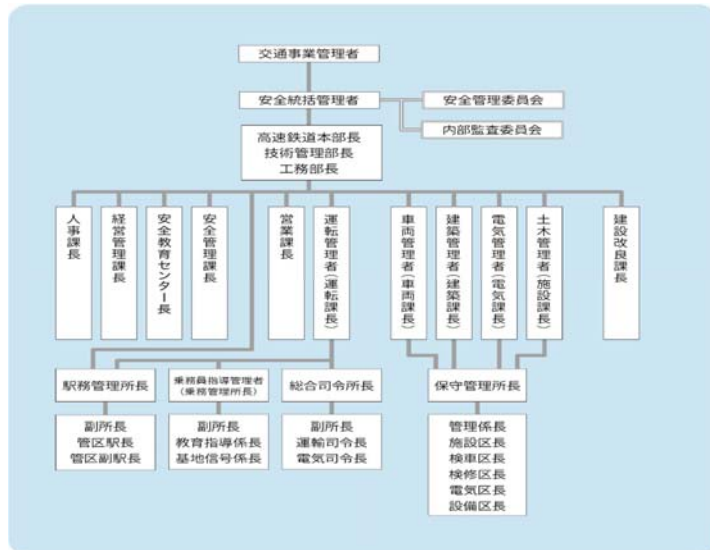 交通事業管理者
安全統括管理者
安全管理委員会
内部監査委員会
高速鉄道本部長
技術管理部長
工務部長
人事課長
経営管理課長
安全教育センター長
安全管理課長
営業課長
運転管理者(運転課長)
車両管理者(車両課長)
建築管理者(建築課長)
電気管理者(電気課長)
土木管理者(施設課長)
建設改良課長
駅務管理所長
乗務員指導管理者
(乗務管理所長)
総合司令所長
保守管理所長
副所長
管区駅長
管区副駅長
副所長
教育指導係長
基地信号係長
副所長
運輸司令長
電気司令長
管理係長
施設区長
検車区長
検修区長
電気区長
設備区長